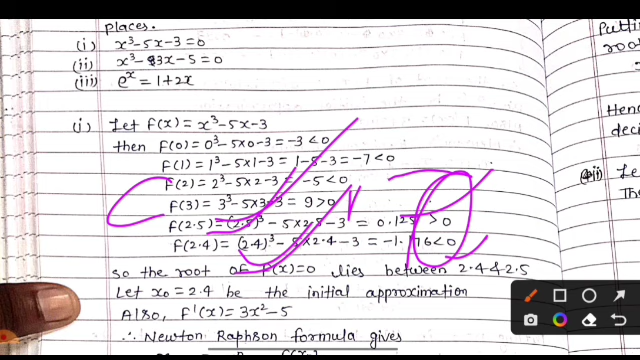 places.
(i) x³-5x-3=0
(ii) x³-3x-5=0
(iii) eˣ = 1+2x
(i) Let F(x) = x³-5x-3
then F(0) = 0³-5x0-3 = -3 <0
F(1) = 1³-5x1-3 = 1-5-3 = -7 <0
F(2) = 2³-5x2-3 = -5 <0
F(3) = 3³-5x3-3 = 9 >0
F(2.5) = (2.5)³ - 5x2.5-3 = 0.125 >0
F(2.4) = (2.4)³ - 5x2.4-3 = -1.176 <0
so the root of F(x)=0 lies between 2.4 & 2.5
Let x₀ = 2.4 be the initial approximation
Also, F'(x) = 3x²-5
∴ Newton Raphson formula gives
Putting
root
Hence
deci
Le
The